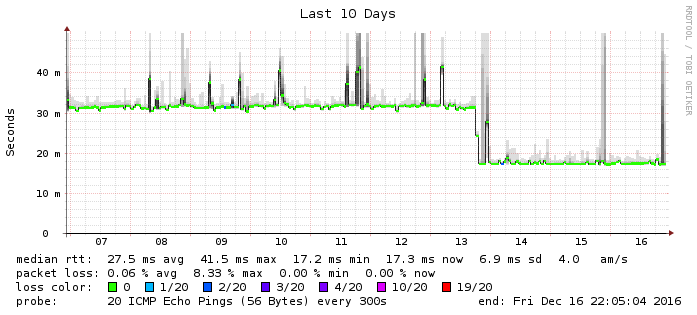 Last 10 Days
RRDTOOL / TOBI OETIKER
Seconds
40 m
30 m
20 m
10 m
0
07 08 09 10 11 12 13 14 15 16
median rtt: 27.5 ms avg 41.5 ms max 17.2 ms min 17.3 ms now 6.9 ms sd 4.0 am/s
packet loss: 0.06 % avg 8.33 % max 0.00 % min 0.00 % now
loss color: 0 1/20 2/20 3/20 4/20 10/20 19/20
probe: 20 ICMP Echo Pings (56 Bytes) every 300s end: Fri Dec 16 22:05:04 2016